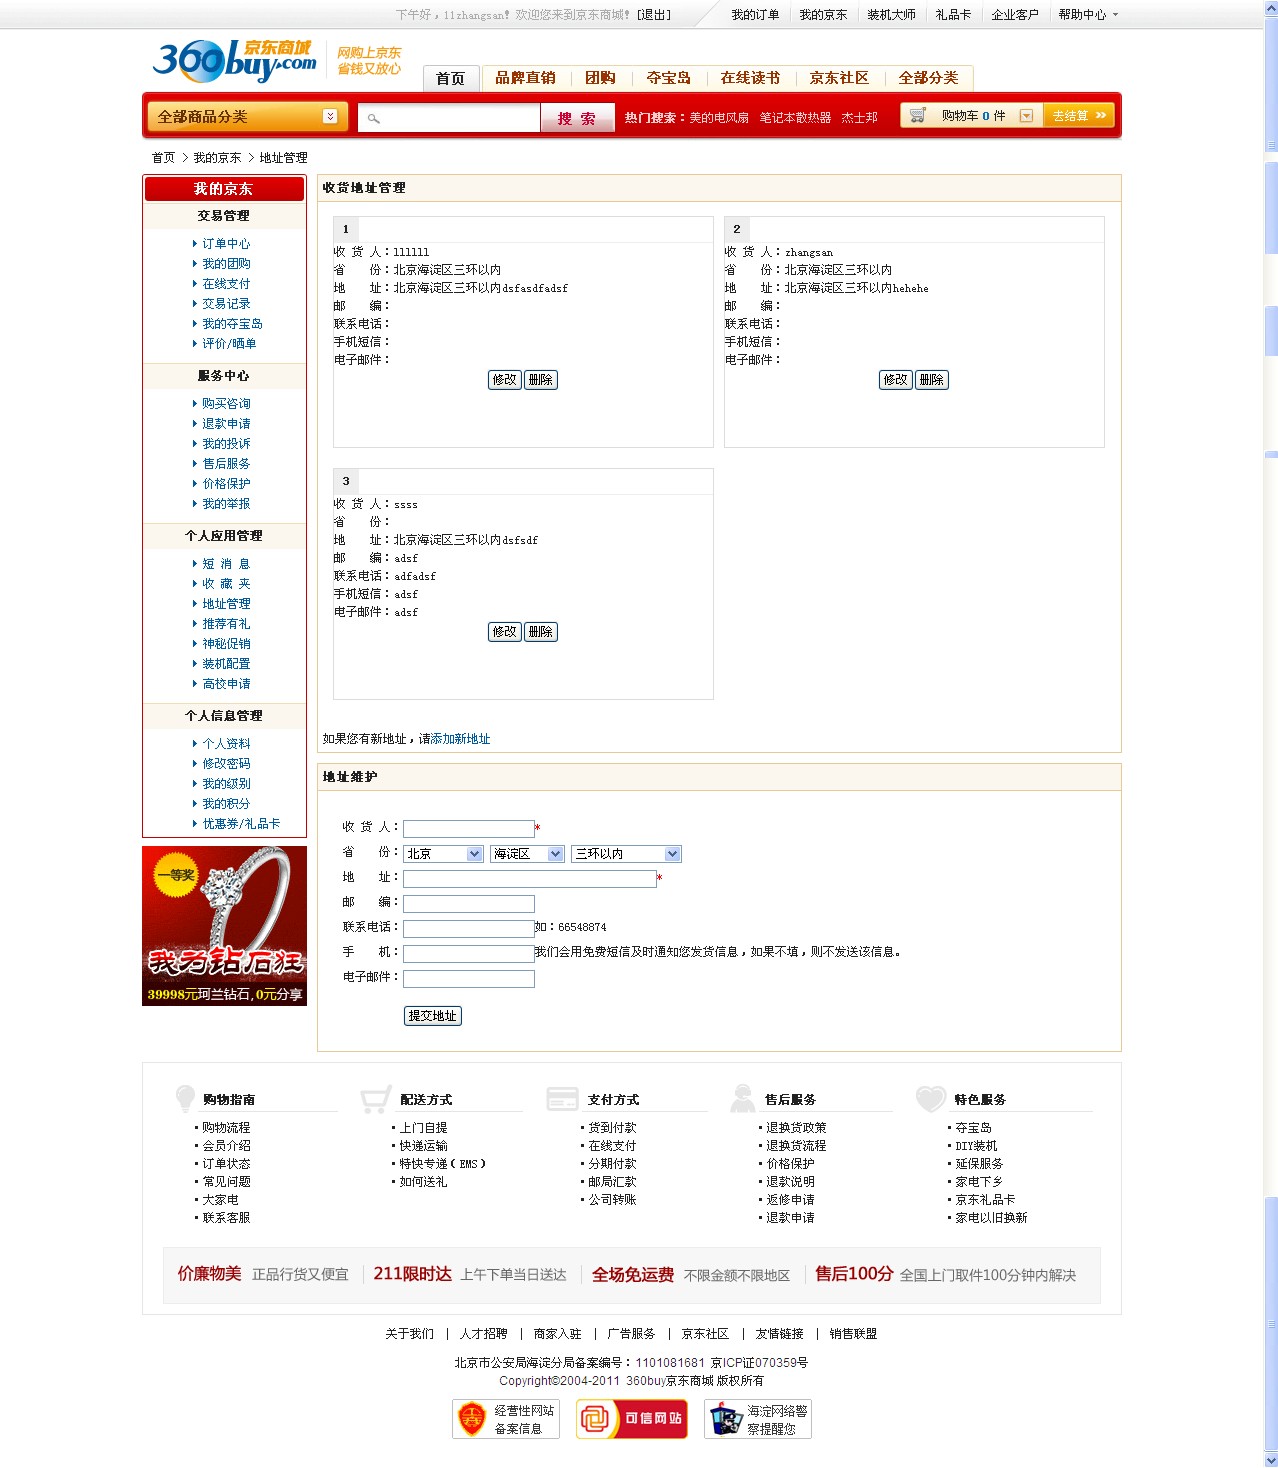 下午好，llzhangsan！欢迎您来到京东商城！[退出]
我的订单 我的京东 装机大师 礼品卡 企业客户 帮助中心
360buy.com 京东商城
网购上京东
省钱又放心
首页 品牌直销 团购 夺宝岛 在线读书 京东社区 全部分类
全部商品分类 搜 索 热门搜索：美的电风扇 笔记本散热器 杰士邦 购物车 0 件 去结算
首页 > 我的京东 > 地址管理
我的京东
交易管理
订单中心
我的团购
在线支付
交易记录
我的夺宝岛
评价/晒单
服务中心
购买咨询
退款申请
我的投诉
售后服务
价格保护
我的举报
个人应用管理
短 消 息
收 藏 夹
地址管理
推荐有礼
神秘促销
装机配置
高校申请
个人信息管理
个人资料
修改密码
我的级别
我的积分
优惠券/礼品卡
一等奖
我为钻石狂
39998元珂兰钻石,0元分享
收货地址管理
1
收 货 人：llllll
省 份：北京海淀区三环以内
地 址：北京海淀区三环以内dsfasdfadsf
邮 编：
联系电话：
手机短信：
电子邮件：
修改 删除
2
收 货 人：zhangsan
省 份：北京海淀区三环以内
地 址：北京海淀区三环以内hehehe
邮 编：
联系电话：
手机短信：
电子邮件：
修改 删除
3
收 货 人：ssss
省 份：
地 址：北京海淀区三环以内dsfsdf
邮 编：adsf
联系电话：adfadsf
手机短信：adsf
电子邮件：adsf
修改 删除
如果您有新地址，请添加新地址
地址维护
收 货 人： *
省 份： 北京 海淀区 三环以内
地 址： *
邮 编：
联系电话： 如：66548874
手 机： 我们会用免费短信及时通知您发货信息，如果不填，则不发送该信息。
电子邮件：
提交地址
购物指南
购物流程
会员介绍
订单状态
常见问题
大家电
联系客服
配送方式
上门自提
快递运输
特快专递（EMS）
如何送礼
支付方式
货到付款
在线支付
分期付款
邮局汇款
公司转账
售后服务
退换货政策
退换货流程
价格保护
退款说明
返修申请
退款申请
特色服务
夺宝岛
DIY装机
延保服务
家电下乡
京东礼品卡
家电以旧换新
价廉物美 正品行货又便宜 211限时达 上午下单当日送达 全场免运费 不限金额不限地区 售后100分 全国上门取件100分钟内解决
关于我们 | 人才招聘 | 商家入驻 | 广告服务 | 京东社区 | 友情链接 | 销售联盟
北京市公安局海淀分局备案编号：1101081681 京ICP证070359号
Copyright©2004-2011 360buy京东商城 版权所有
经营性网站
备案信息
可信网站
海淀网络警
察提醒您